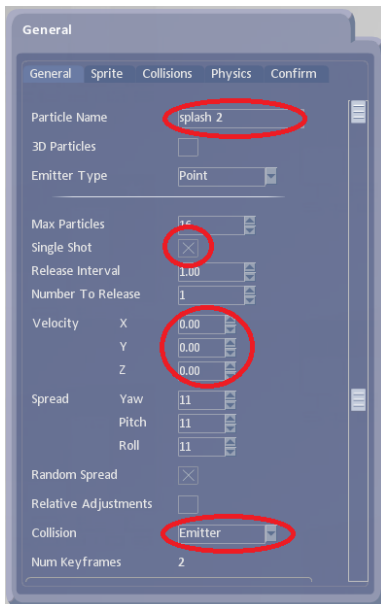 General
General Sprite Collisions Physics Confirm
Particle Name splash 2
3D Particles
Emitter Type Point
Max Particles 16
Single Shot
Release Interval 1.00
Number To Release 1
Velocity X 0.00
Y 0.00
Z 0.00
Spread Yaw 11
Pitch 11
Roll 11
Random Spread
Relative Adjustments
Collision Emitter
Num Keyframes 2